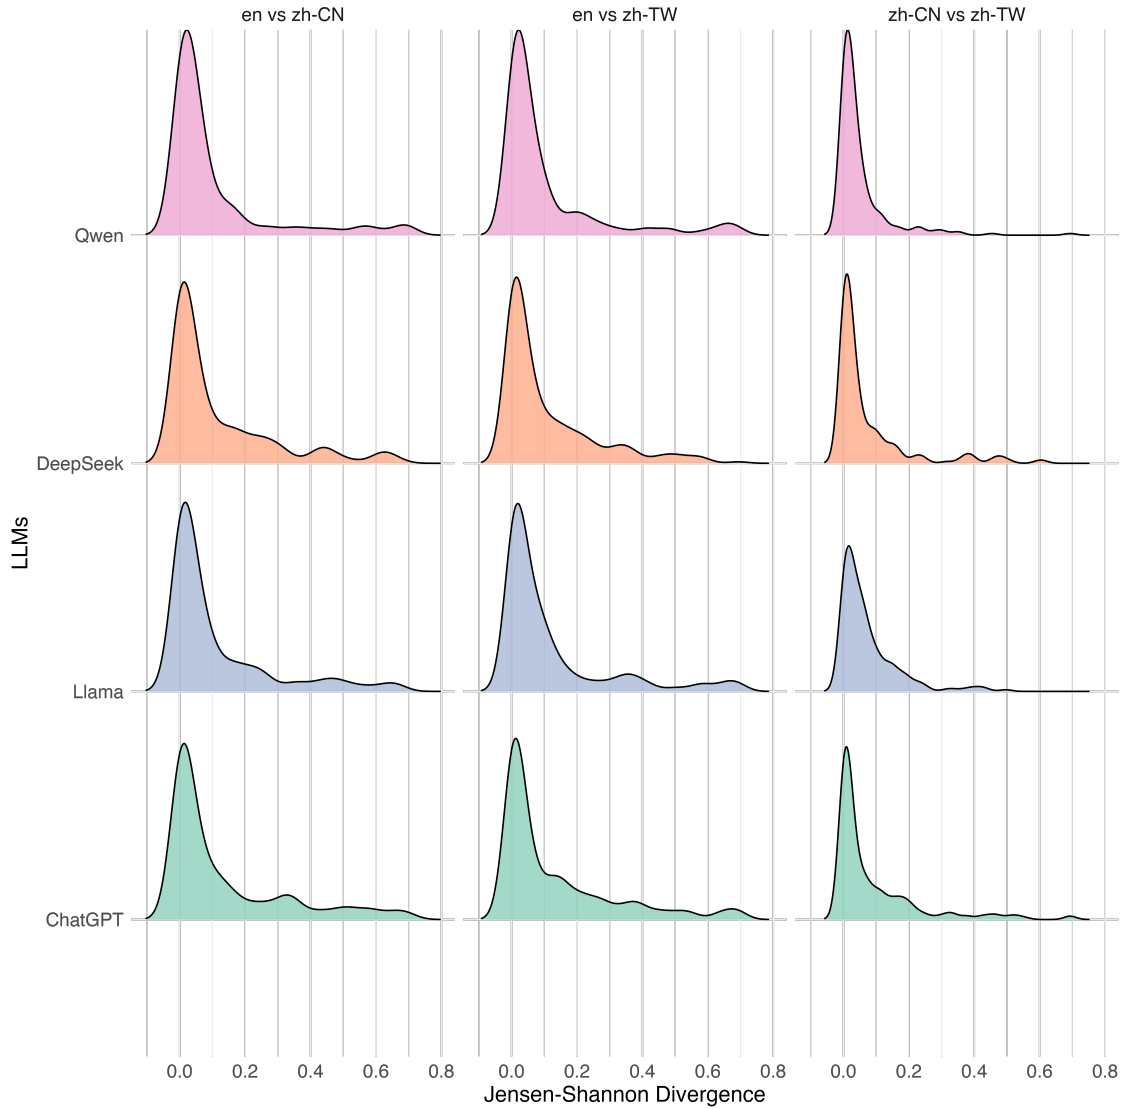 en vs zh-CN
en vs zh-TW
zh-CN vs zh-TW
LLMs
Qwen
DeepSeek
Llama
ChatGPT
0.0 0.2 0.4 0.6 0.8
0.0 0.2 0.4 0.6 0.8
0.0 0.2 0.4 0.6 0.8
Jensen-Shannon Divergence